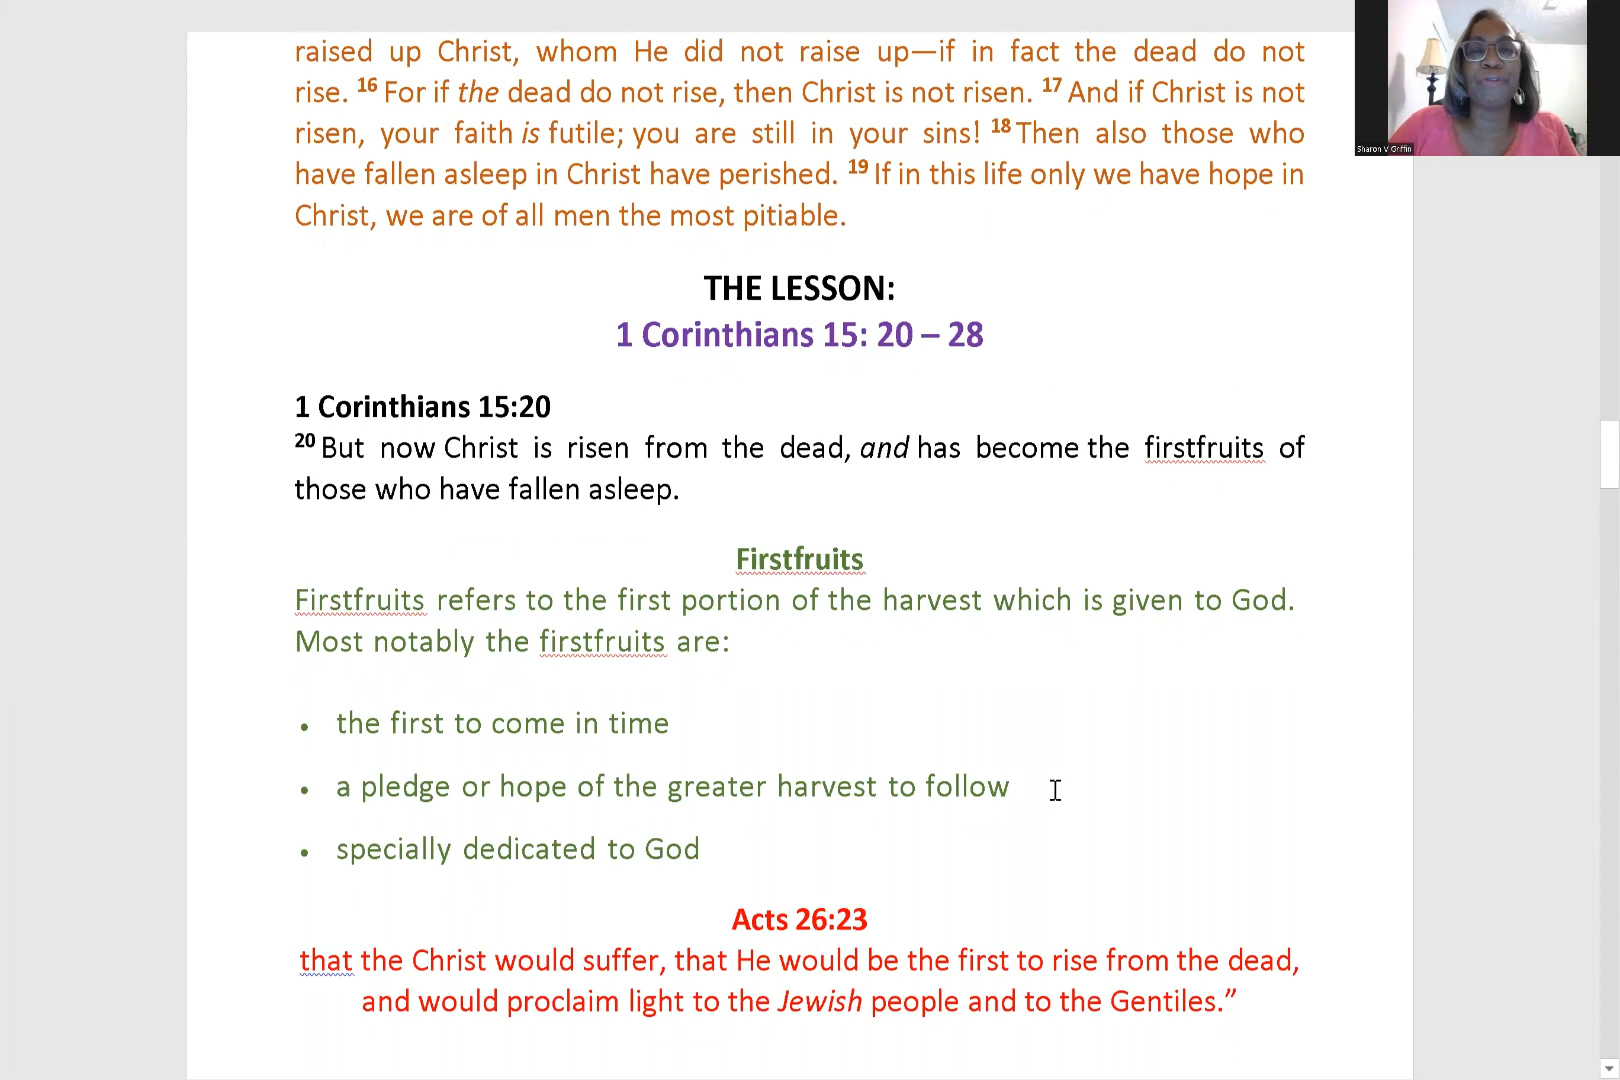 raised up Christ, whom He did not raise up—if in fact the dead do not
rise. 16 For if the dead do not rise, then Christ is not risen. 17 And if Christ is not
risen, your faith is futile; you are still in your sins! 18 Then also those who
have fallen asleep in Christ have perished. 19 If in this life only we have hope in
Christ, we are of all men the most pitiable.
THE LESSON:
1 Corinthians 15: 20 – 28
1 Corinthians 15:20
20 But now Christ is risen from the dead, and has become the firstfruits of
those who have fallen asleep.
Firstfruits
Firstfruits refers to the first portion of the harvest which is given to God.
Most notably the firstfruits are:
• the first to come in time
• a pledge or hope of the greater harvest to follow
• specially dedicated to God
Acts 26:23
that the Christ would suffer, that He would be the first to rise from the dead,
and would proclaim light to the Jewish people and to the Gentiles.”
Sharon V Griffin